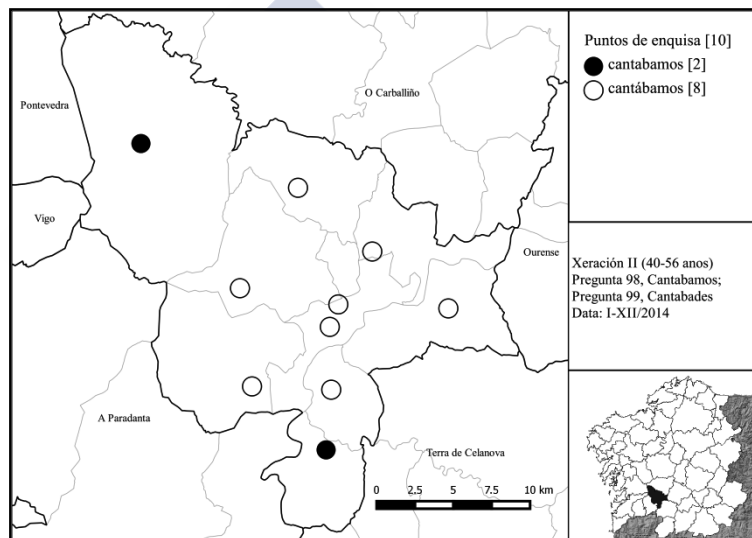 Puntos de enquisa [10]
cantabamos [2]
cantábamos [8]
O Carballiño
Pontevedra
Vigo
Ourense
Xeración II (40-56 anos)
Pregunta 98, Cantabamos;
Pregunta 99, Cantabades
Data: I-XII/2014
A Paradanta
Terra de Celanova
0 2,5 5 7.5 10 km